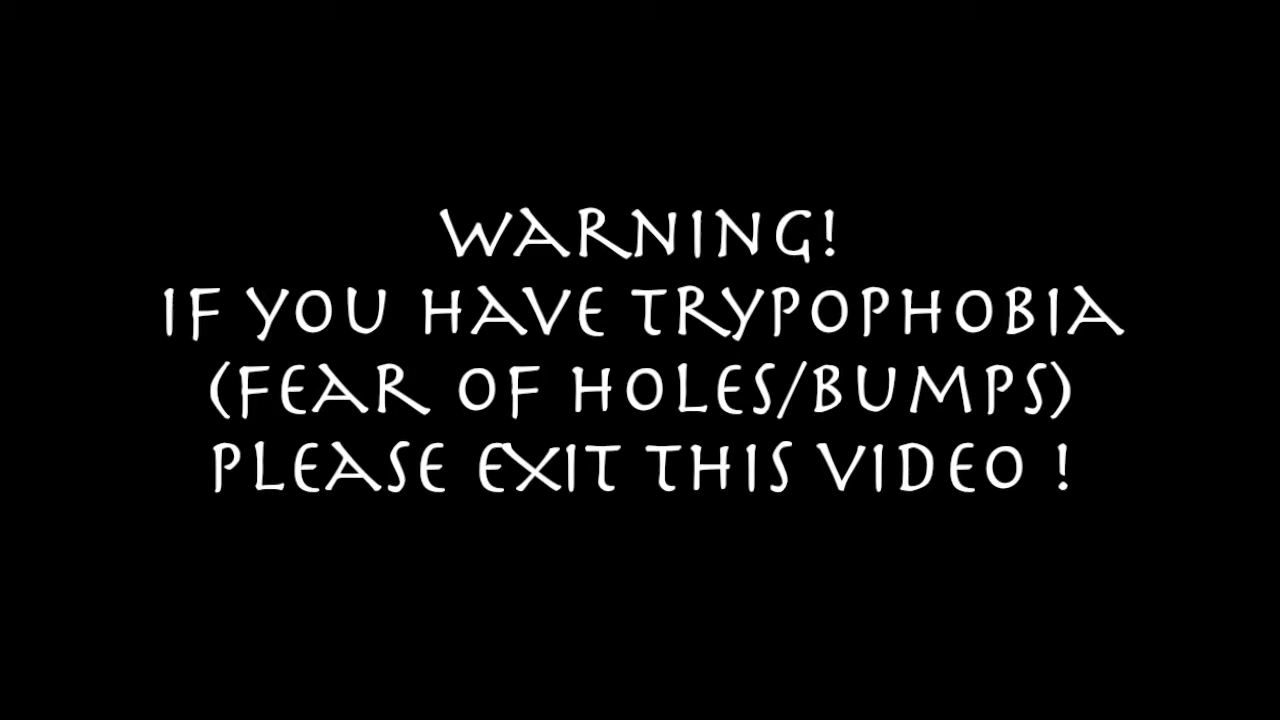 WARNING!
IF YOU HAVE TRYPOPHOBIA
(FEAR OF HOLES/BUMPS)
PLEASE EXIT THIS VIDEO !